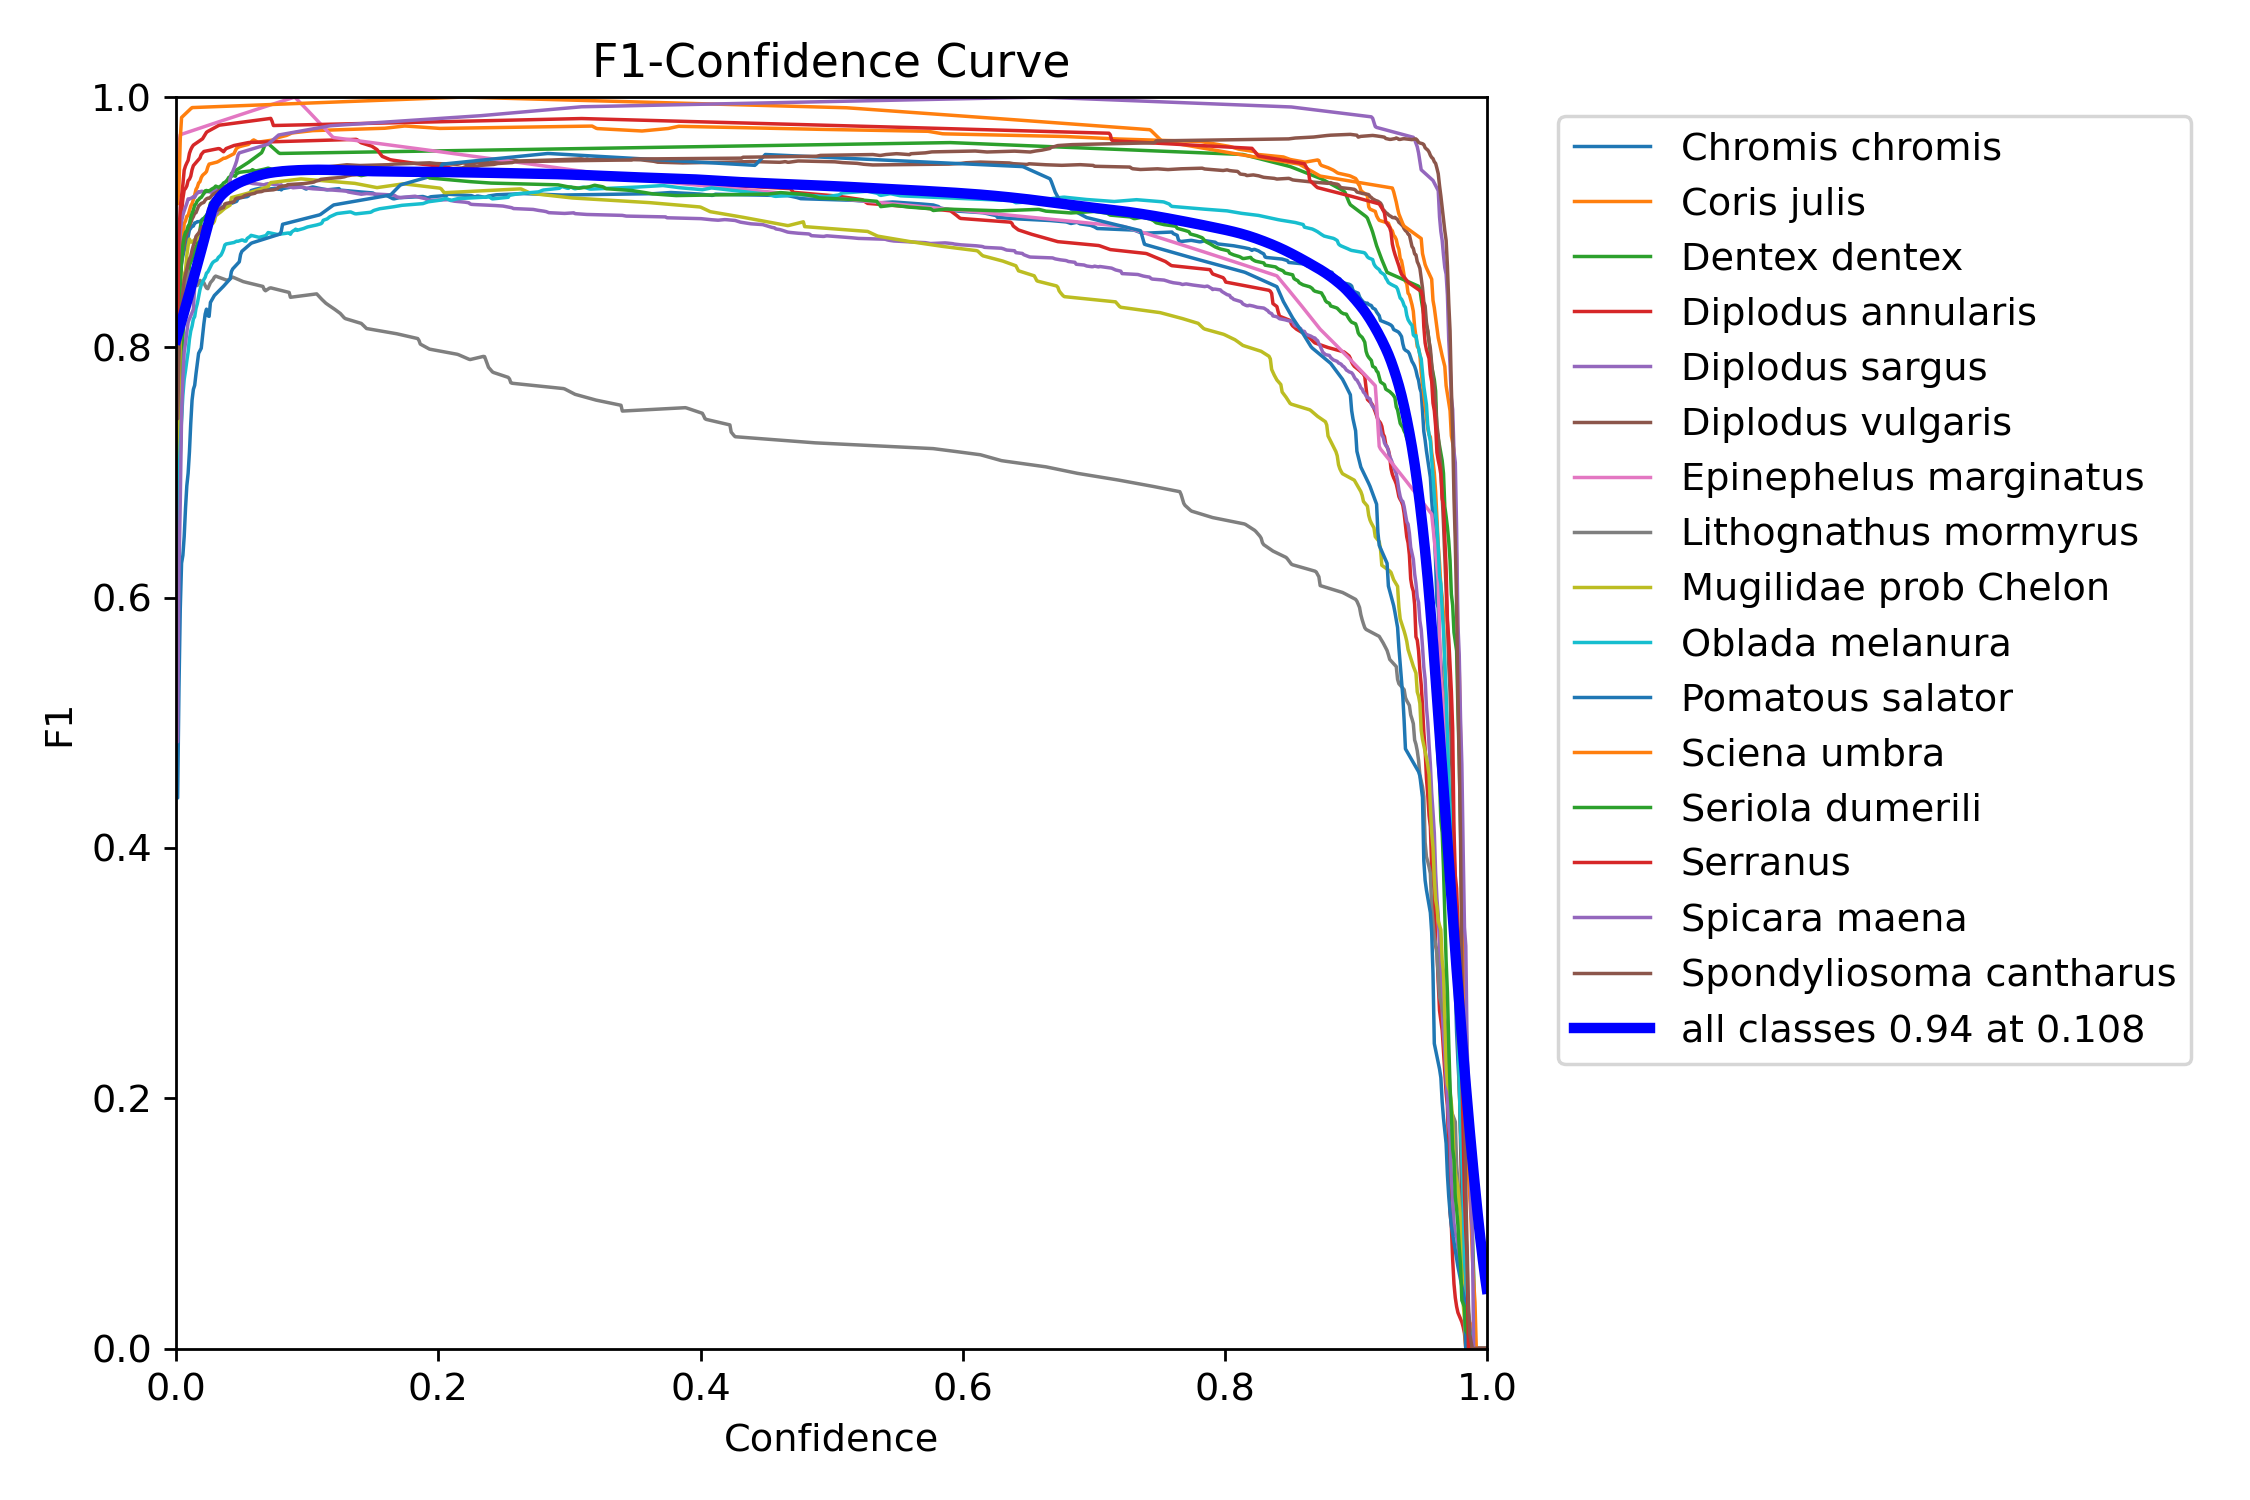 F1-Confidence Curve
1.0
0.8
0.6
0.4
0.2
0.0
F1
0.0 0.2 0.4 0.6 0.8 1.0
Confidence
Chromis chromis
Coris julis
Dentex dentex
Diplodus annularis
Diplodus sargus
Diplodus vulgaris
Epinephelus marginatus
Lithognathus mormyrus
Mugilidae prob Chelon
Oblada melanura
Pomatous salator
Sciena umbra
Seriola dumerili
Serranus
Spicara maena
Spondyliosoma cantharus
all classes 0.94 at 0.108